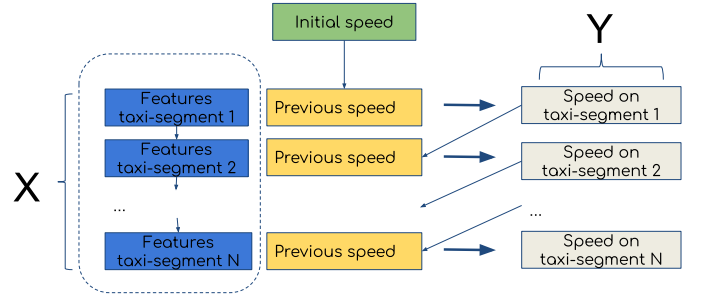 Initial speed
Y
X
Features
taxi-segment 1
Previous speed
Speed on
taxi-segment 1
Features
taxi-segment 2
Previous speed
Speed on
taxi-segment 2
...
...
Features
taxi-segment N
Previous speed
Speed on
taxi-segment N